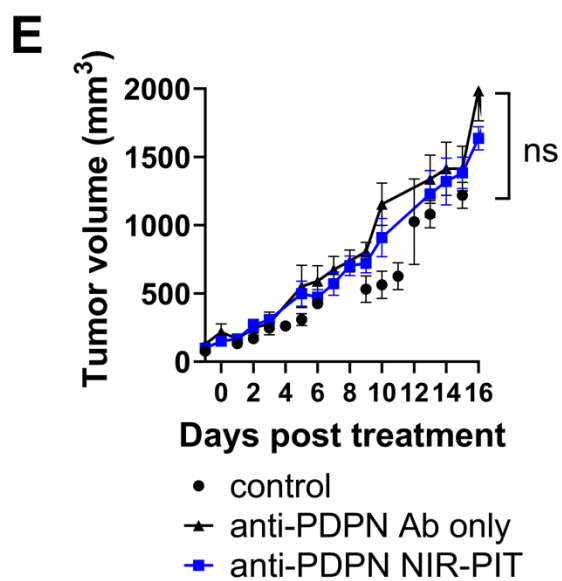 E
Tumor volume (mm³)
2000
1500
1000
500
0
ns
0 2 4 6 8 10 12 14 16
Days post treatment
control
anti-PDPN Ab only
anti-PDPN NIR-PIT